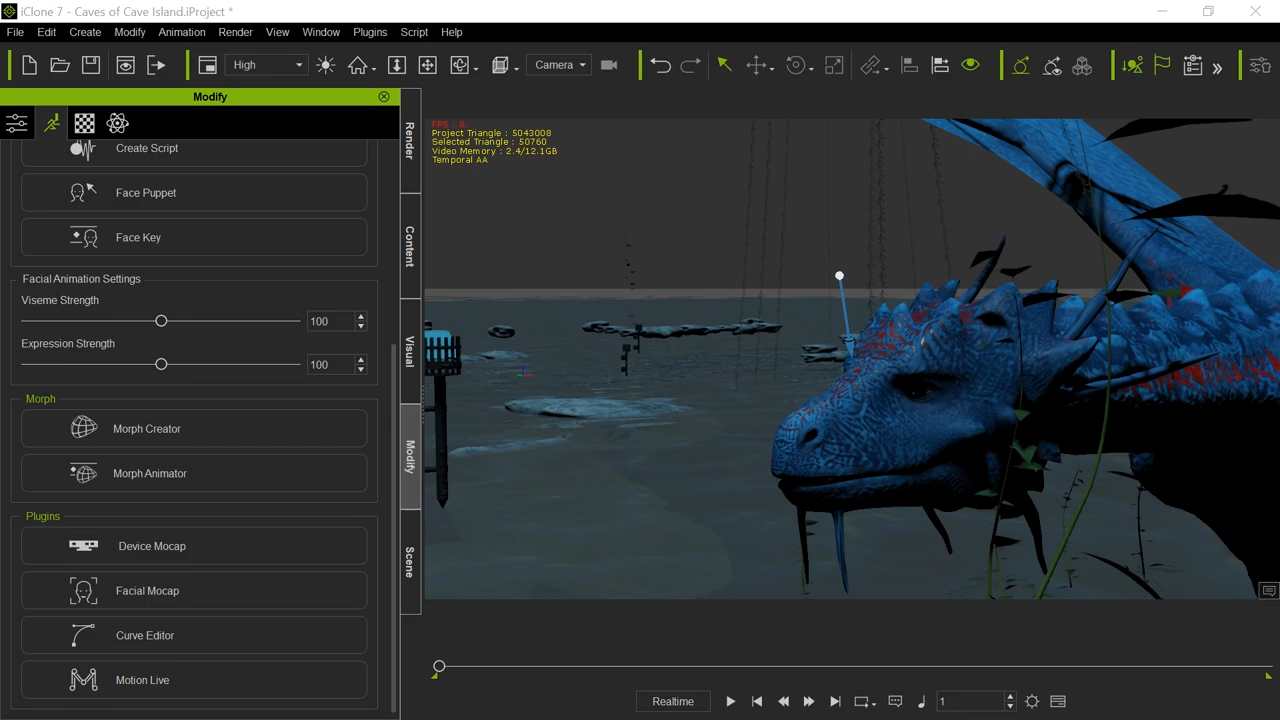 iClone 7 - Caves of Cave Island.iProject *
File Edit Create Modify Animation Render View Window Plugins Script Help
High
Camera
Modify
Create Script
Face Puppet
Face Key
Facial Animation Settings
Viseme Strength
100
Expression Strength
100
Morph
Morph Creator
Morph Animator
Plugins
Device Mocap
Facial Mocap
Curve Editor
Motion Live
Render
Content
Visual
Modify
Scene
FPS : 0
Project Triangle : 5043008
Selected Triangle : 50760
Video Memory : 2.4/12.1GB
Temporal AA
Realtime
1